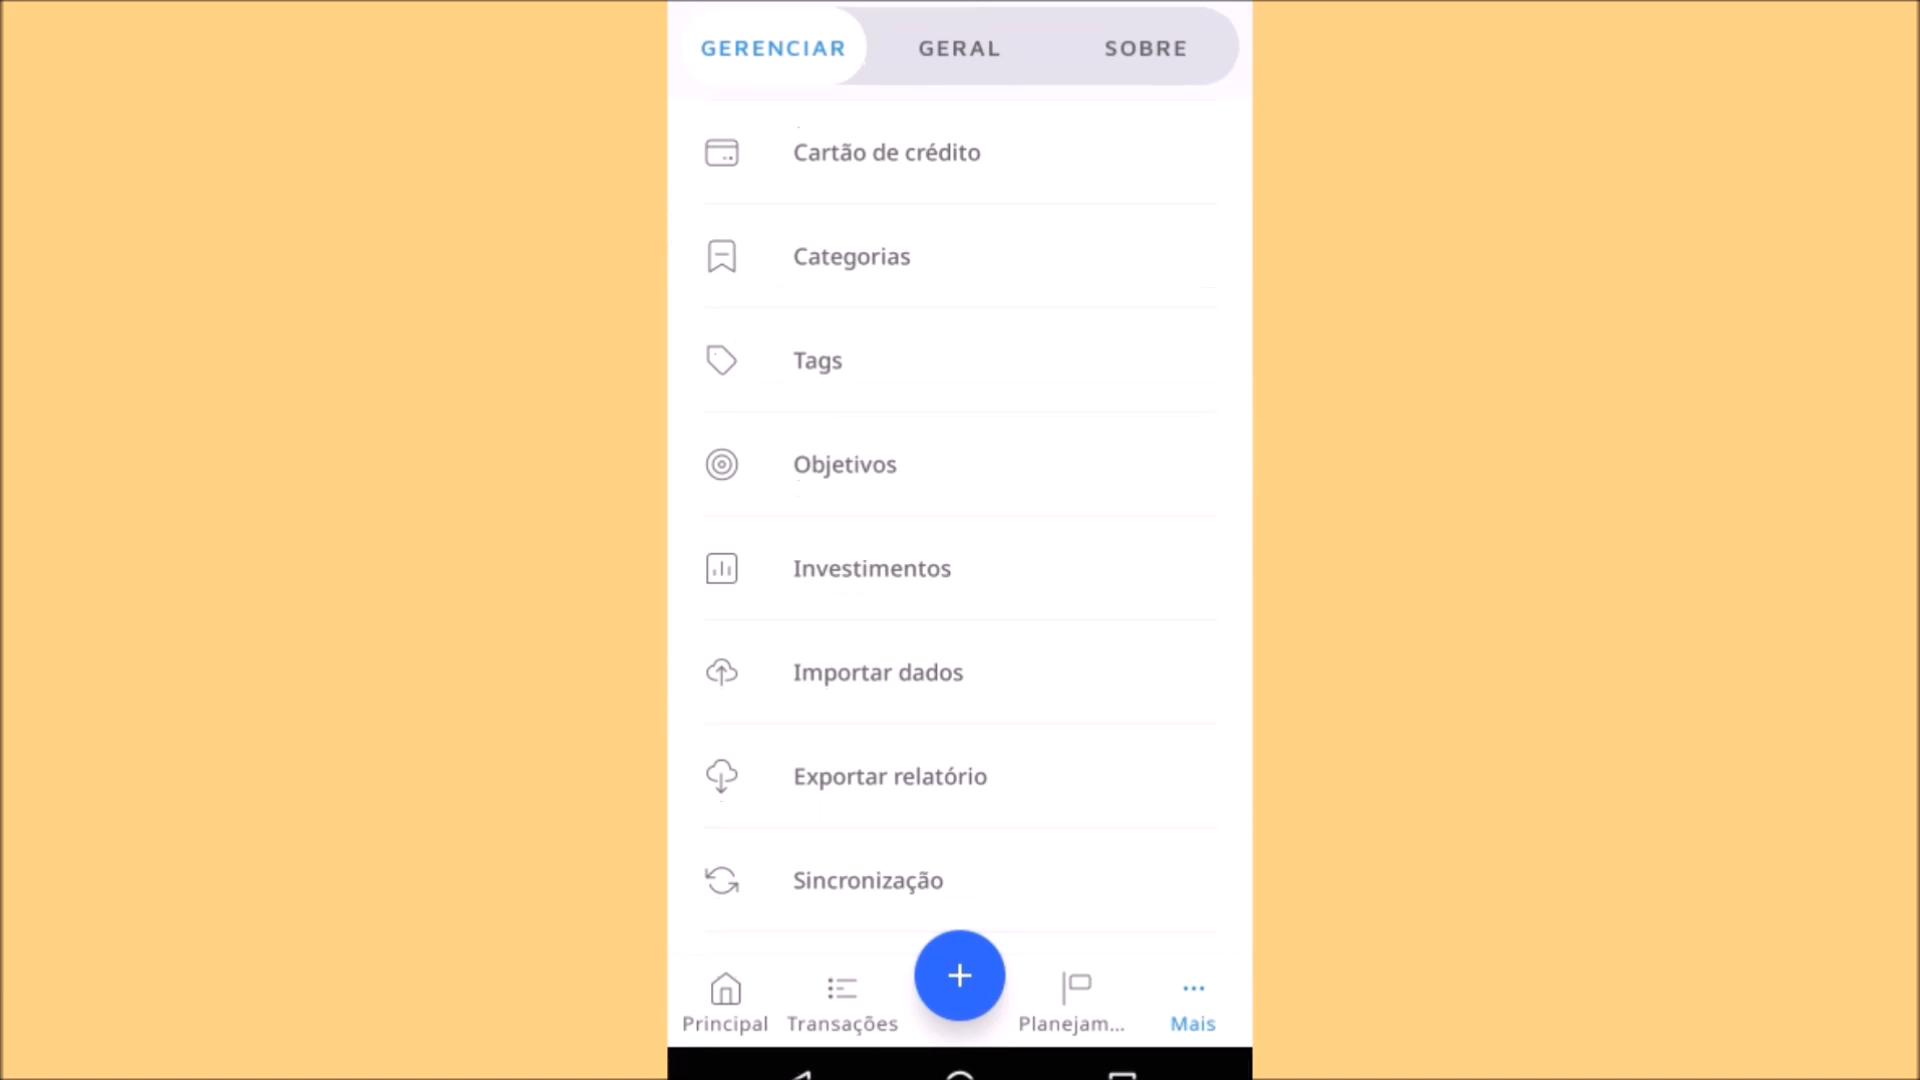 GERENCIAR GERAL SOBRE
Cartão de crédito
Categorias
Tags
Objetivos
Investimentos
Importar dados
Exportar relatório
Sincronização
Principal Transações Planejam... Mais